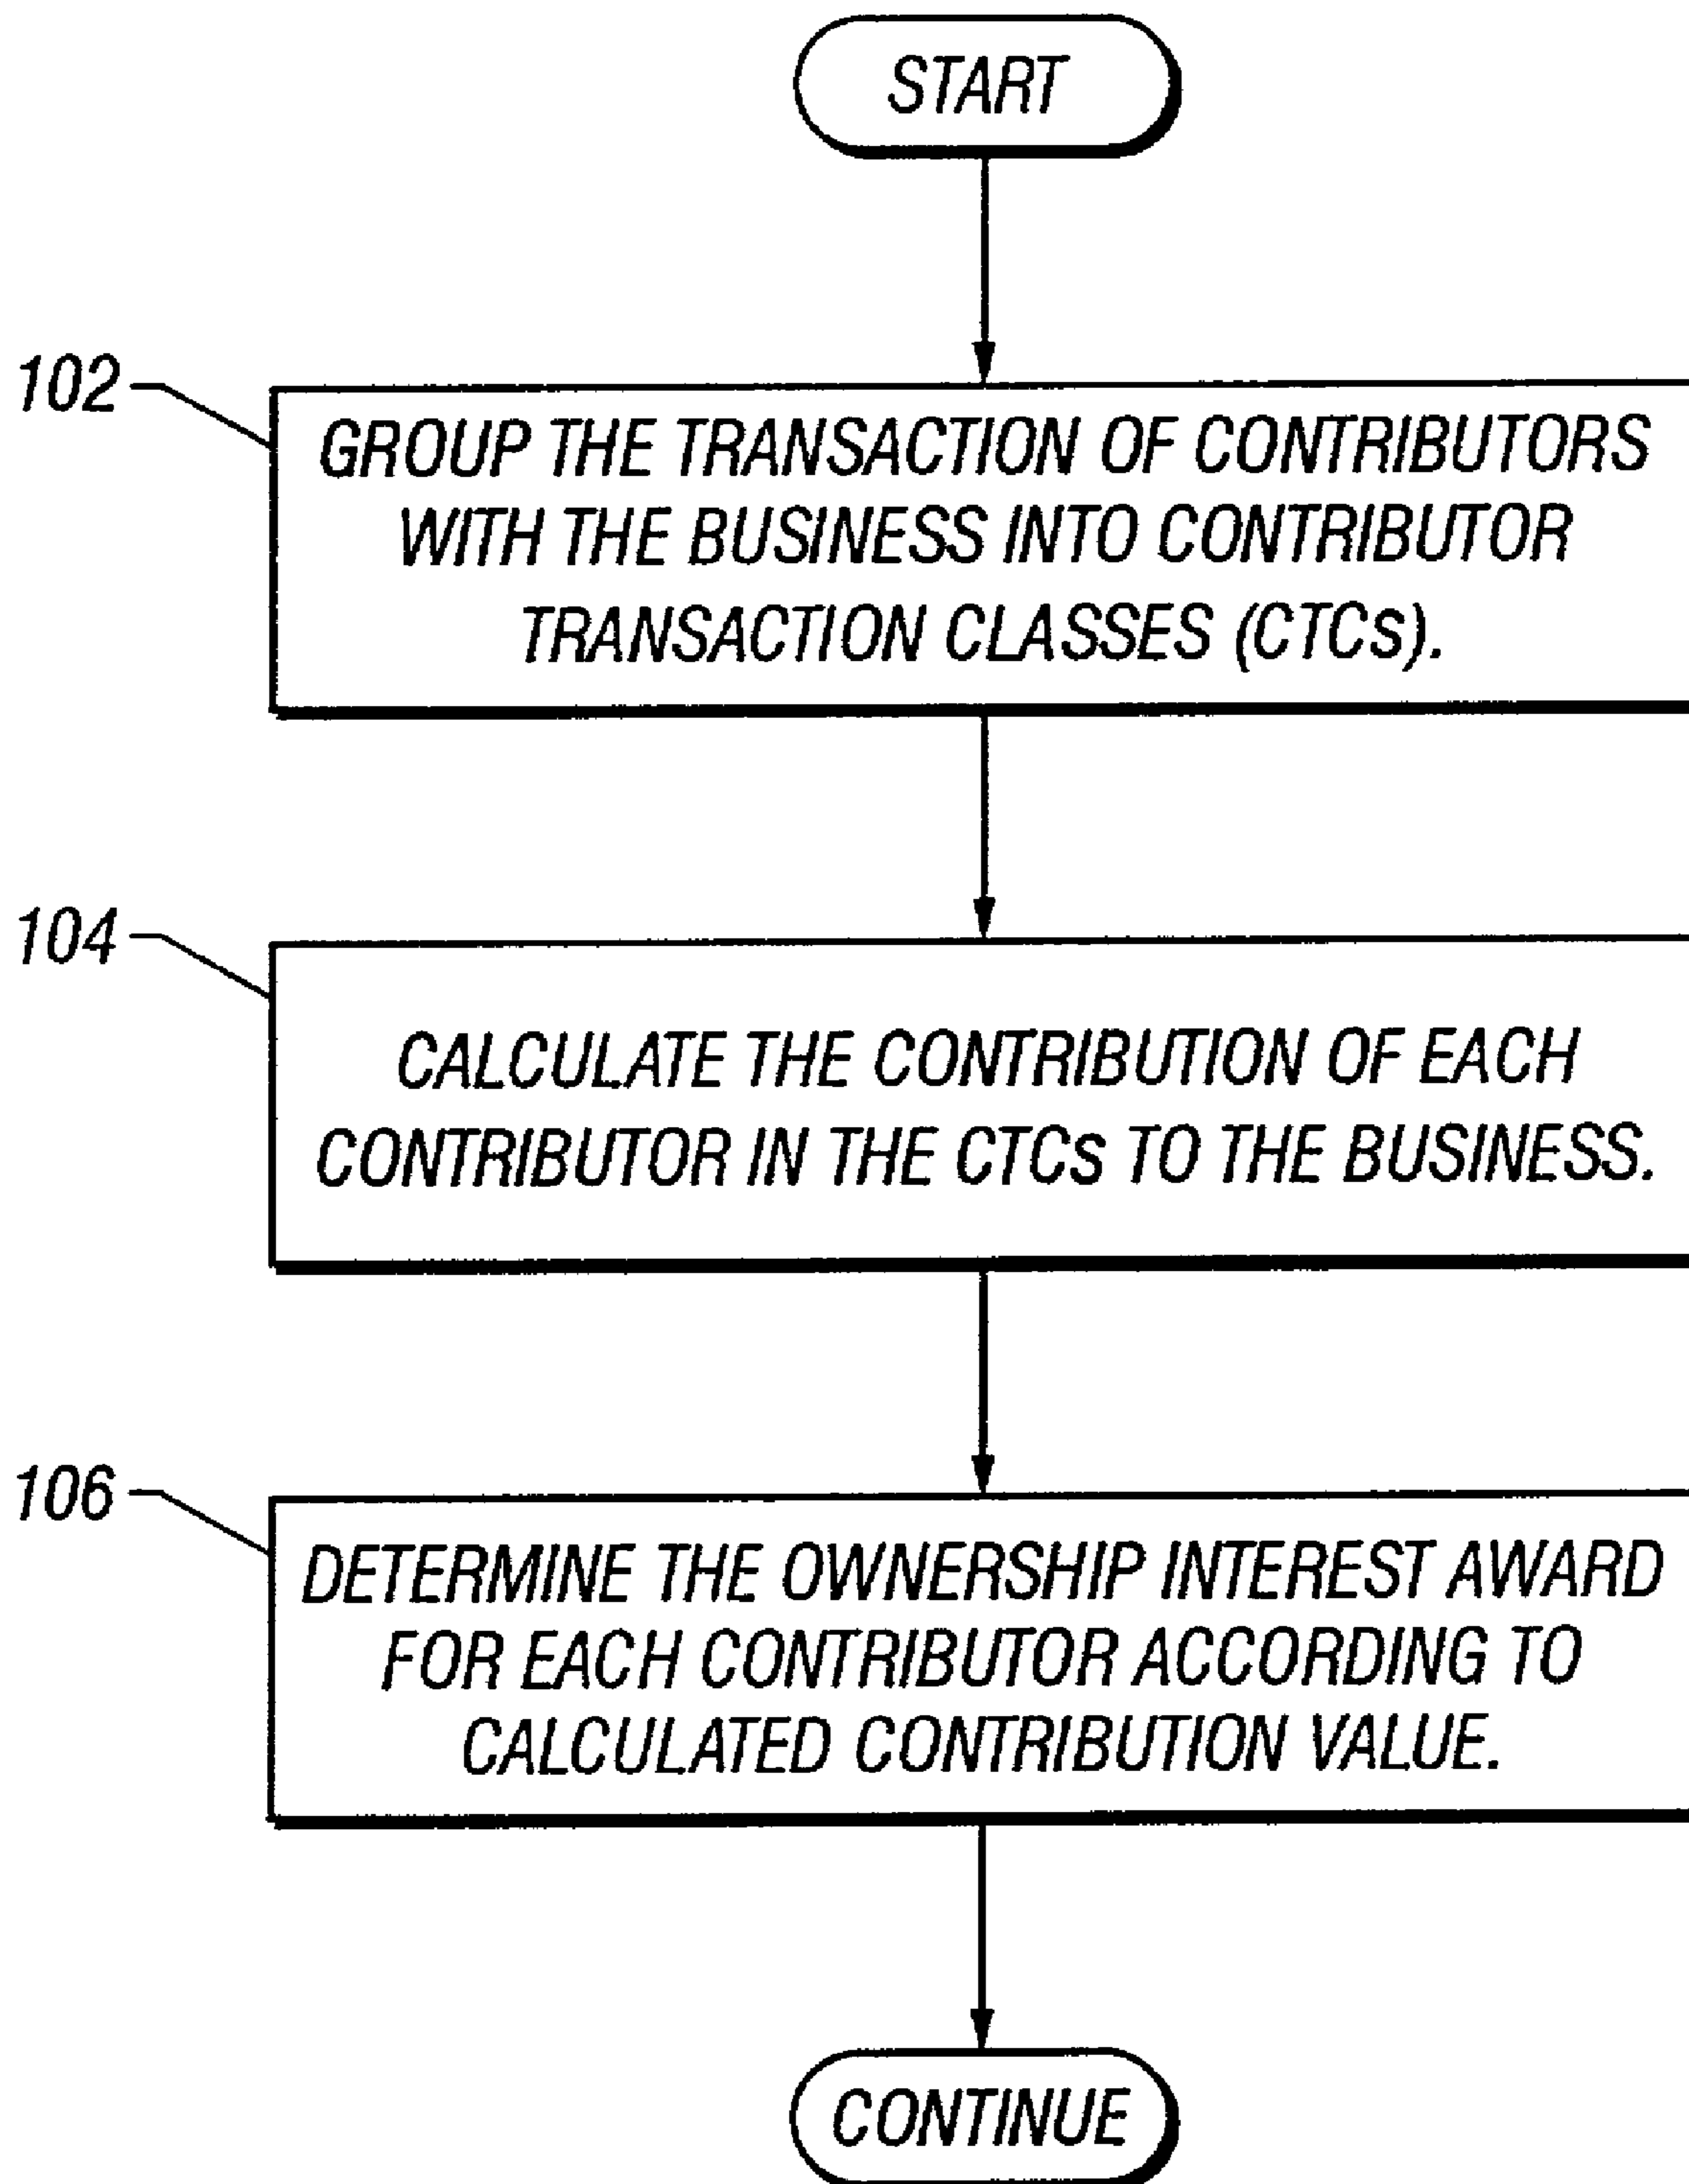 START
102
GROUP THE TRANSACTION OF CONTRIBUTORS
WITH THE BUSINESS INTO CONTRIBUTOR
TRANSACTION CLASSES (CTCs).
104
CALCULATE THE CONTRIBUTION OF EACH
CONTRIBUTOR IN THE CTCs TO THE BUSINESS.
106
DETERMINE THE OWNERSHIP INTEREST AWARD
FOR EACH CONTRIBUTOR ACCORDING TO
CALCULATED CONTRIBUTION VALUE.
CONTINUE